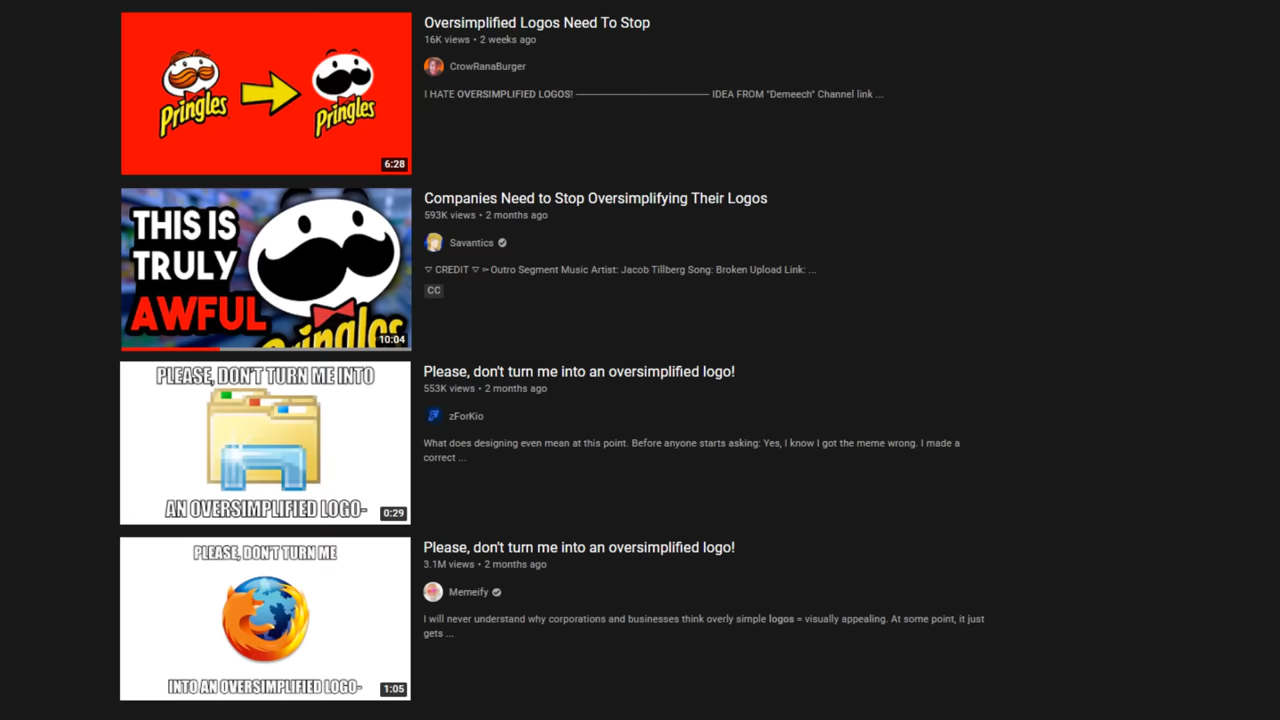 Pringles
Pringles
6:28
Oversimplified Logos Need To Stop
16K views • 2 weeks ago
CrowRanaBurger
I HATE OVERSIMPLIFIED LOGOS! ------------------------------------------- IDEA FROM "Demeech" Channel link ...
THIS IS
TRULY
AWFUL
Pringles
10:04
Companies Need to Stop Oversimplifying Their Logos
593K views • 2 months ago
Savantics
▽ CREDIT ▽ ➢Outro Segment Music Artist: Jacob Tillberg Song: Broken Upload Link: ...
CC
PLEASE, DON'T TURN ME INTO
AN OVERSIMPLIFIED LOGO-
0:29
Please, don't turn me into an oversimplified logo!
553K views • 2 months ago
zForKio
What does designing even mean at this point. Before anyone starts asking: Yes, I know I got the meme wrong. I made a
correct ...
PLEASE, DON'T TURN ME
INTO AN OVERSIMPLIFIED LOGO-
1:05
Please, don't turn me into an oversimplified logo!
3.1M views • 2 months ago
Memeify
I will never understand why corporations and businesses think overly simple logos = visually appealing. At some point, it just
gets ...